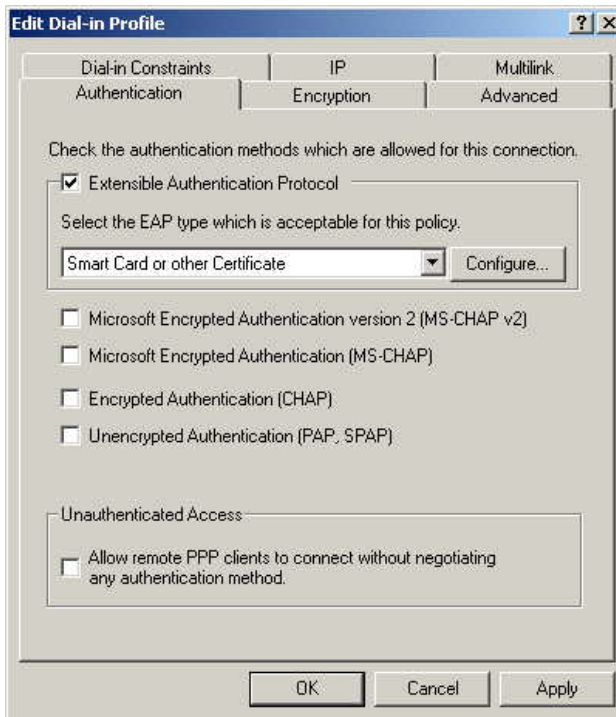 Edit Dial-in Profile
Dial-in Constraints IP Multilink
Authentication Encryption Advanced
Check the authentication methods which are allowed for this connection.
Extensible Authentication Protocol
Select the EAP type which is acceptable for this policy.
Smart Card or other Certificate Configure...
Microsoft Encrypted Authentication version 2 (MS-CHAP v2)
Microsoft Encrypted Authentication (MS-CHAP)
Encrypted Authentication (CHAP)
Unencrypted Authentication (PAP, SPAP)
Unauthenticated Access
Allow remote PPP clients to connect without negotiating
any authentication method.
OK Cancel Apply